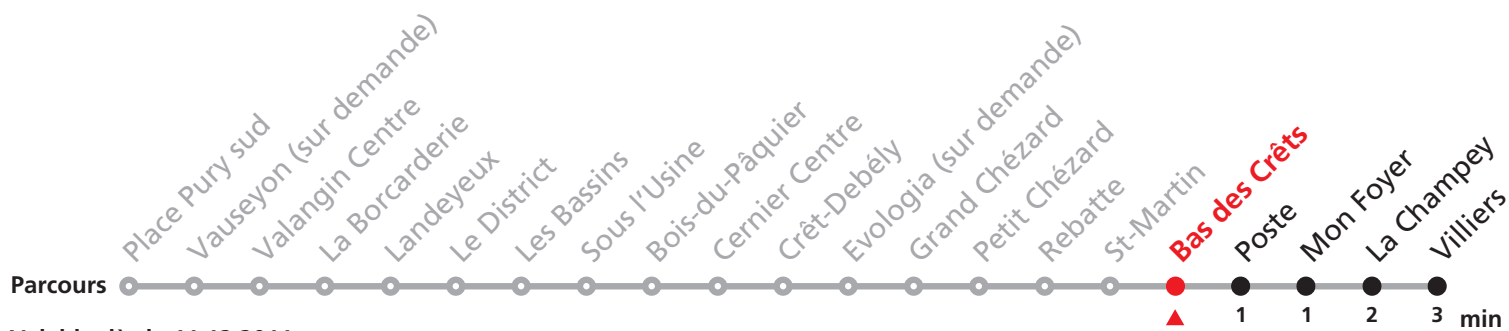 Place Pury sud
Vauseyon (sur demande)
Valangin Centre
La Borcarderie
Landeyeux
Le District
Les Bassins
Sous l'Usine
Bois-du-Pâquier
Cernier Centre
Crêt-Debély
Evologia (sur demande)
Grand Chézard
Petit Chézard
Rebatte
St-Martin
Bas des Crêts
Poste
Mon Foyer
La Champey
Villiers
Parcours
1 1 2 3 min